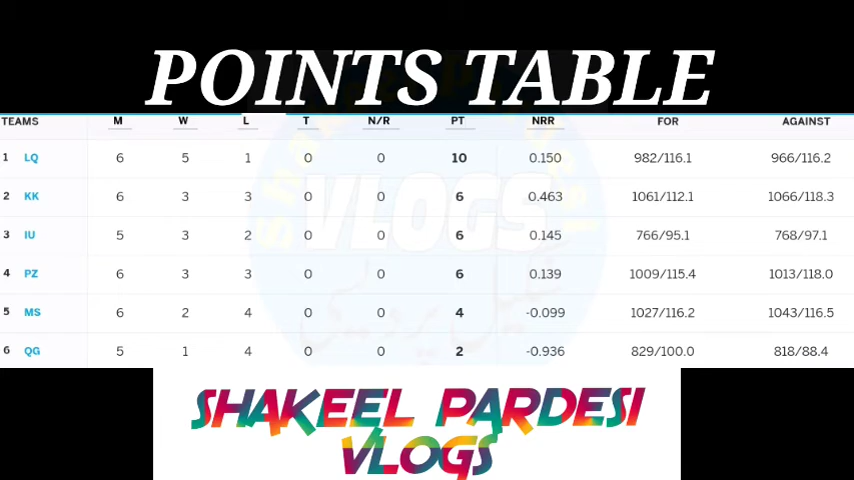 POINTS TABLE
TEAMS M W L T N/R PT NRR FOR AGAINST
1 LQ 6 5 1 0 0 10 0.150 982/116.1 966/116.2
2 KK 6 3 3 0 0 6 0.463 1061/112.1 1066/118.3
3 IU 5 3 2 0 0 6 0.145 766/95.1 768/97.1
4 PZ 6 3 3 0 0 6 0.139 1009/115.4 1013/118.0
5 MS 6 2 4 0 0 4 -0.099 1027/116.2 1043/116.5
6 QG 5 1 4 0 0 2 -0.936 829/100.0 818/88.4
VLOGS
SHAKEEL PARDESI
VLOGS